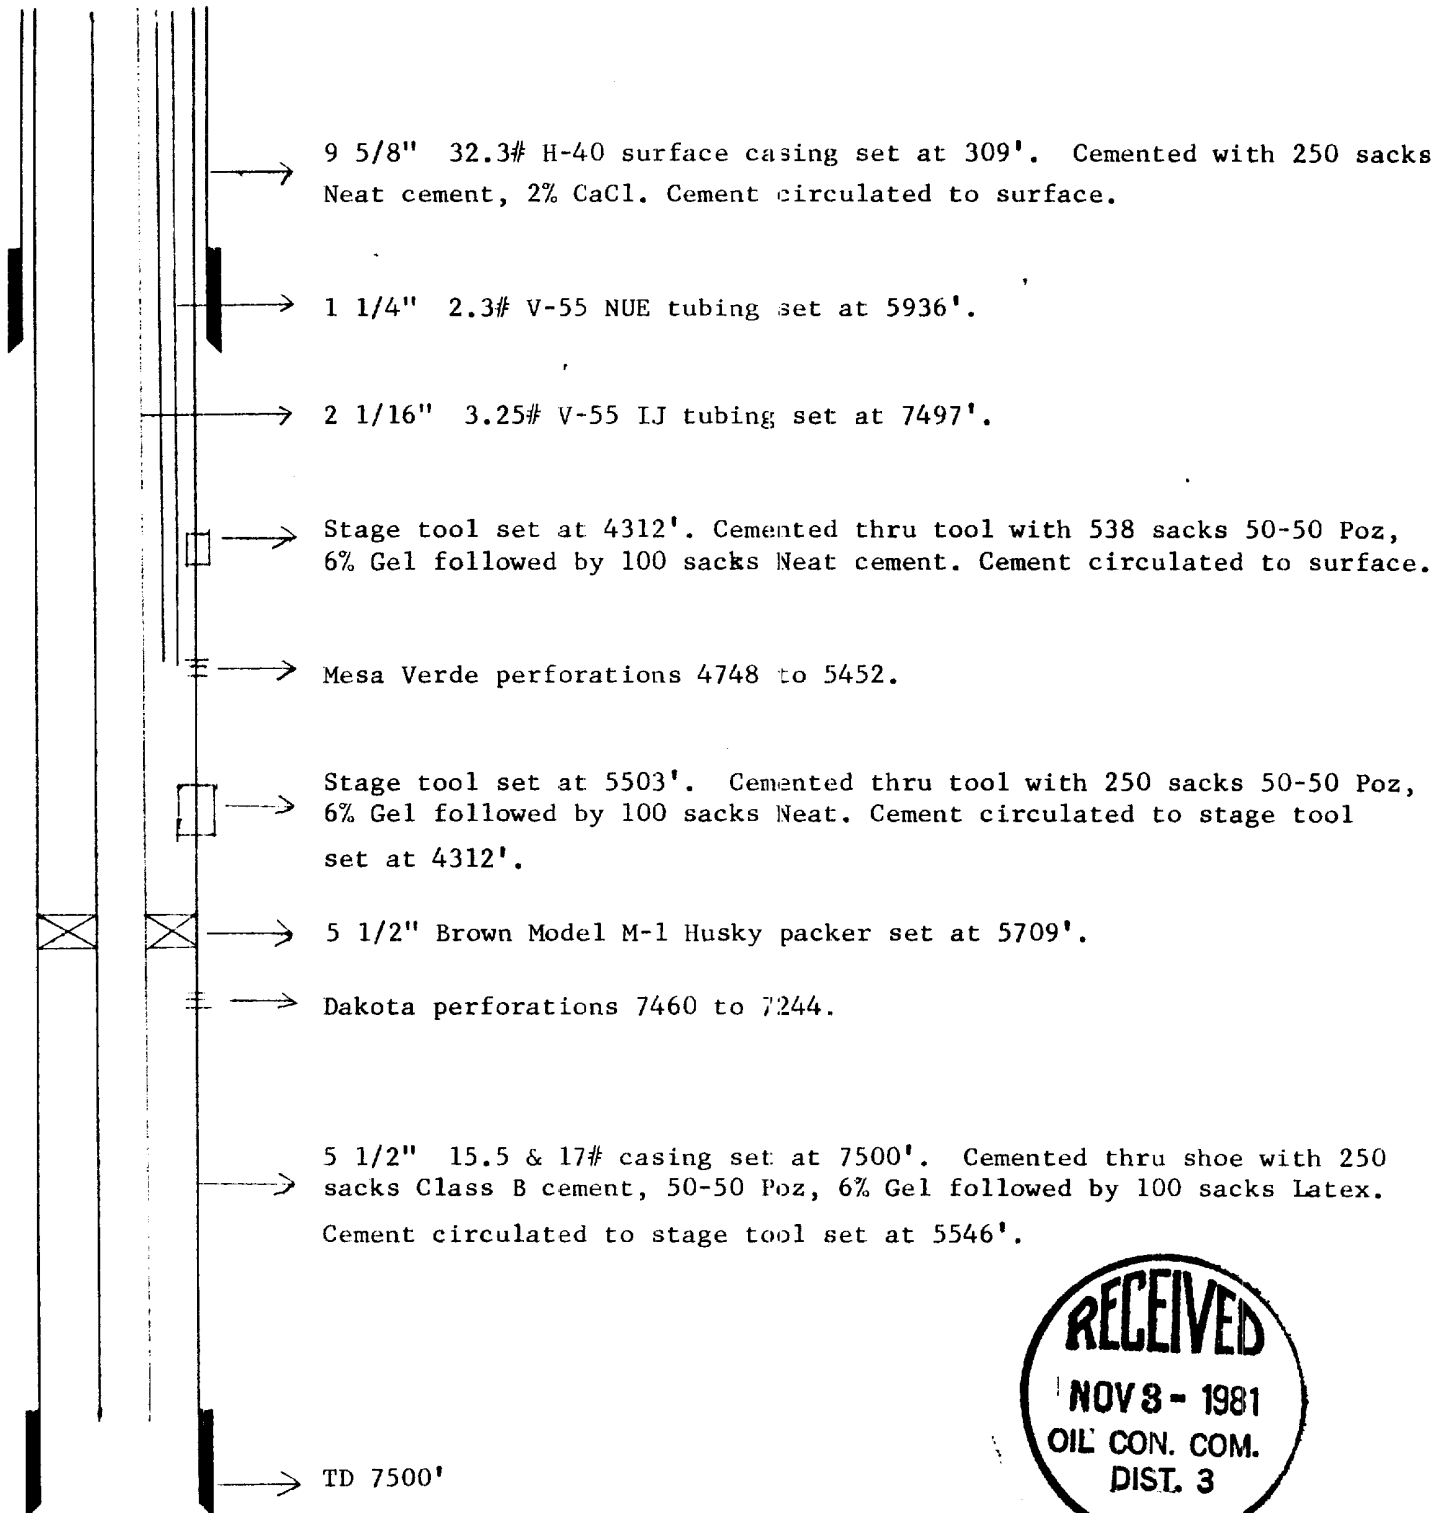 9 5/8" 32.3# H-40 surface casing set at 309'. Cemented with 250 sacks
Neat cement, 2% CaCl. Cement circulated to surface.
1 1/4" 2.3# V-55 NUE tubing set at 5936'.
2 1/16" 3.25# V-55 IJ tubing set at 7497'.
Stage tool set at 4312'. Cemented thru tool with 538 sacks 50-50 Poz,
6% Gel followed by 100 sacks Neat cement. Cement circulated to surface.
Mesa Verde perforations 4748 to 5452.
Stage tool set at 5503'. Cemented thru tool with 250 sacks 50-50 Poz,
6% Gel followed by 100 sacks Neat. Cement circulated to stage tool
set at 4312'.
5 1/2" Brown Model M-1 Husky packer set at 5709'.
Dakota perforations 7460 to 7244.
5 1/2" 15.5 & 17# casing set at 7500'. Cemented thru shoe with 250
sacks Class B cement, 50-50 Poz, 6% Gel followed by 100 sacks Latex.
Cement circulated to stage tool set at 5546'.
TD 7500'
RECEIVED
NOV 3 - 1981
OIL CON. COM.
DIST. 3